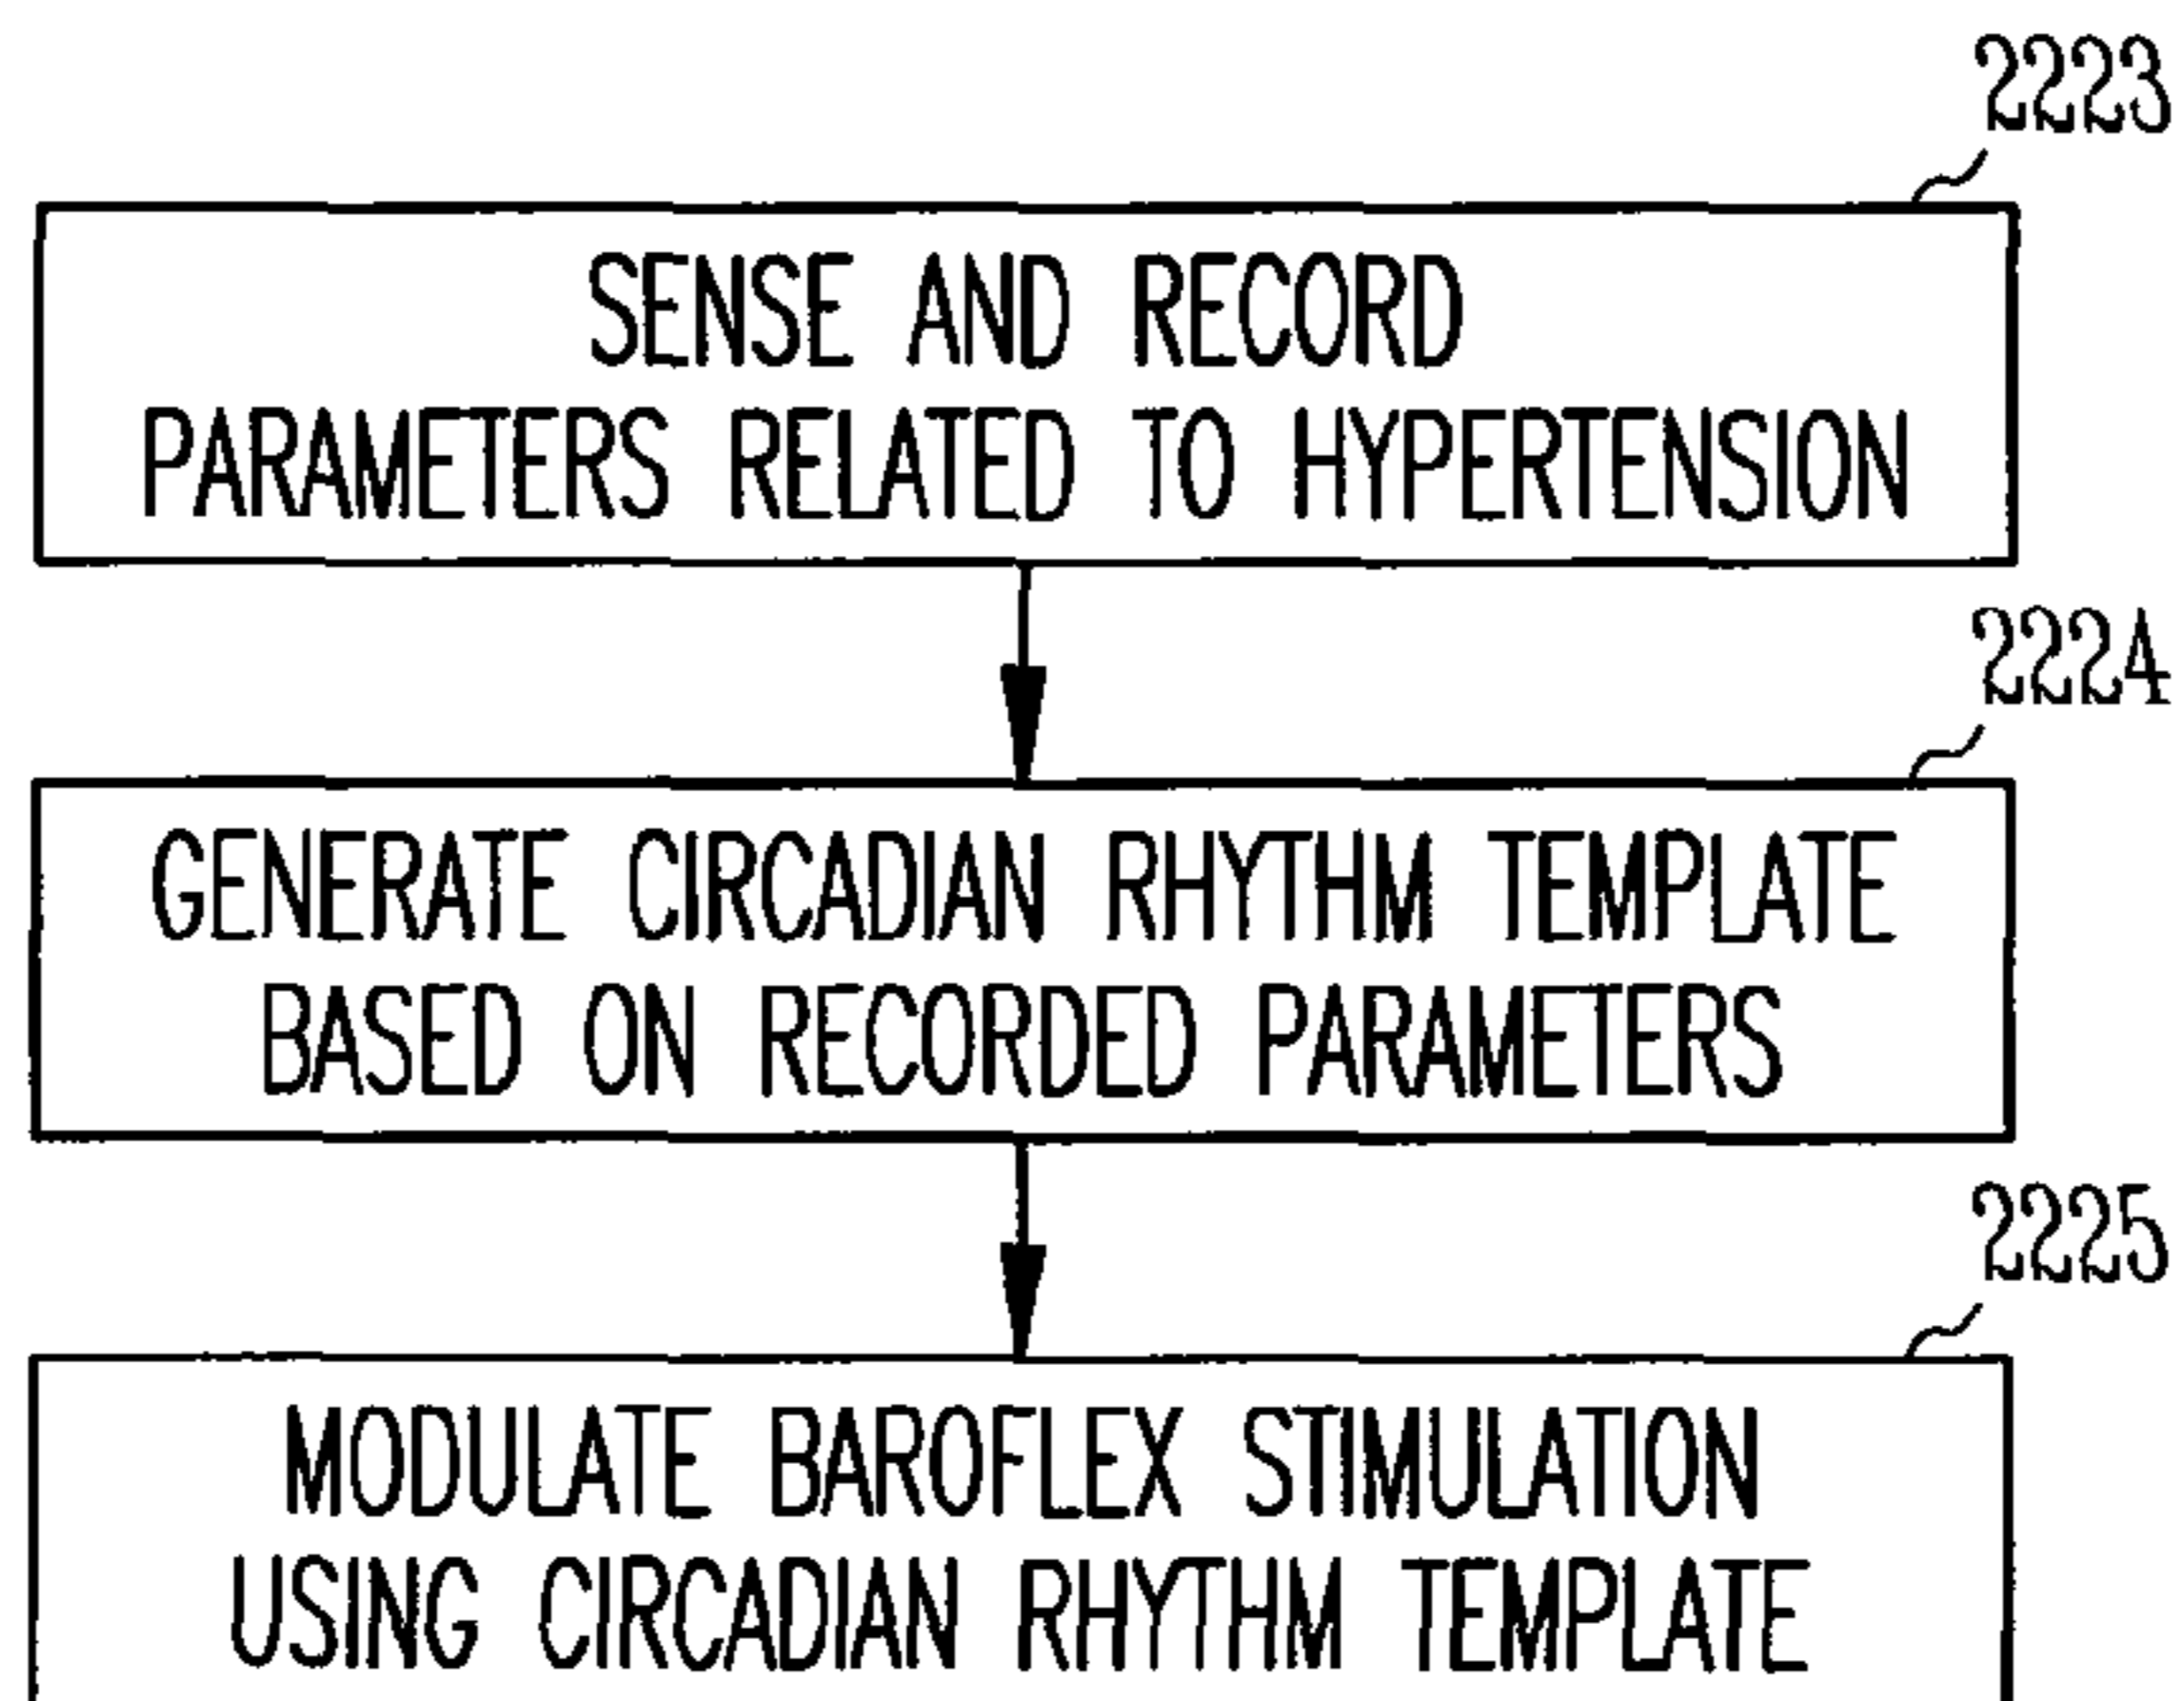 2223
SENSE AND RECORD
PARAMETERS RELATED TO HYPERTENSION
2224
GENERATE CIRCADIAN RHYTHM TEMPLATE
BASED ON RECORDED PARAMETERS
2225
MODULATE BAROFLEX STIMULATION
USING CIRCADIAN RHYTHM TEMPLATE